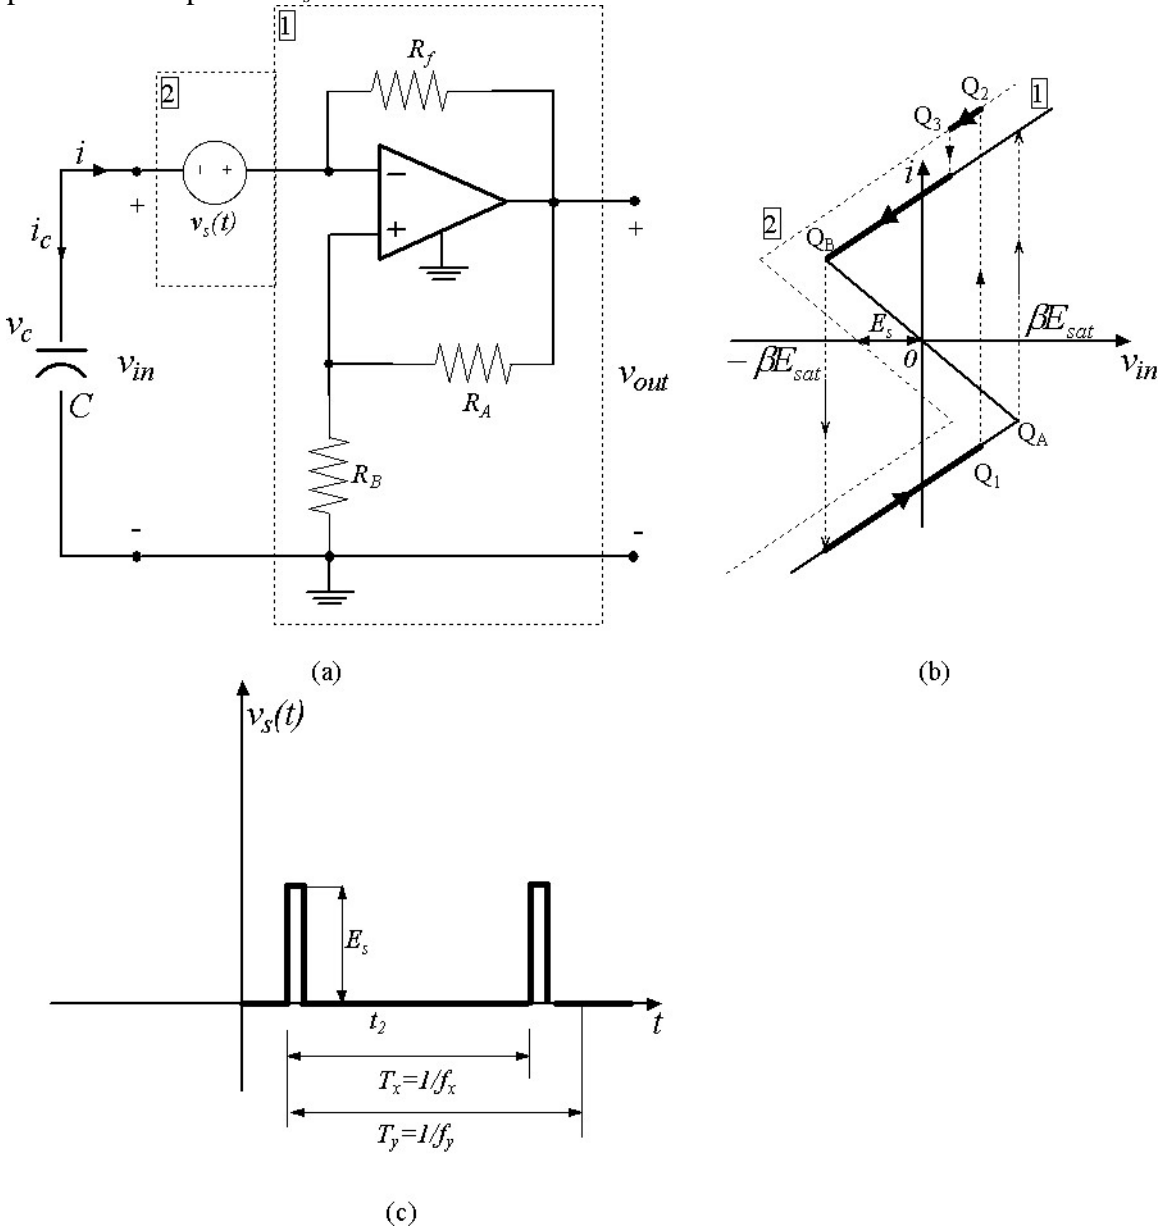 1
(a)
R_f
2
i
+
- +
v_s(t)
−
+
+
i_c
v_c
v_in
C
R_A
v_out
R_B
-
-
(a)
Q_2
1
Q_3
i
2
Q_B
E_s
βE_sat
0
− βE_sat
v_in
Q_A
Q_1
(b)
v_s(t)
E_s
t_2
t
T_x=1/f_x
T_y=1/f_y
(c)